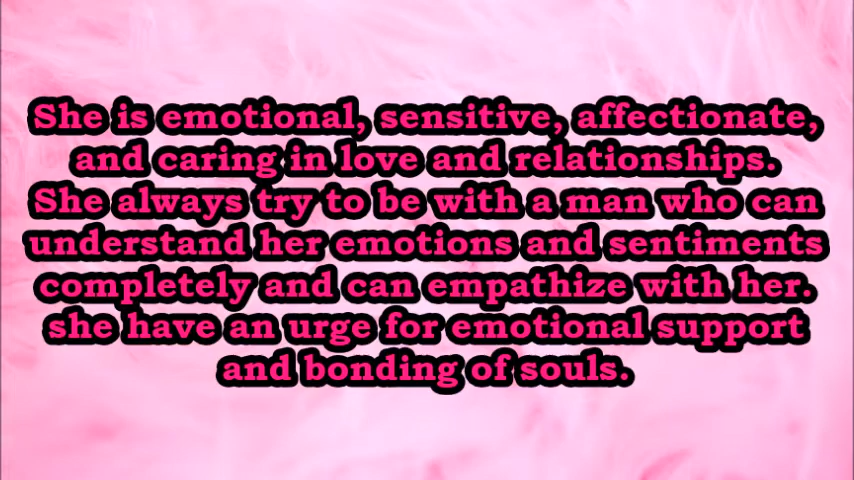 She is emotional, sensitive, affectionate,
and caring in love and relationships.
She always try to be with a man who can
understand her emotions and sentiments
completely and can empathize with her.
she have an urge for emotional support
and bonding of souls.